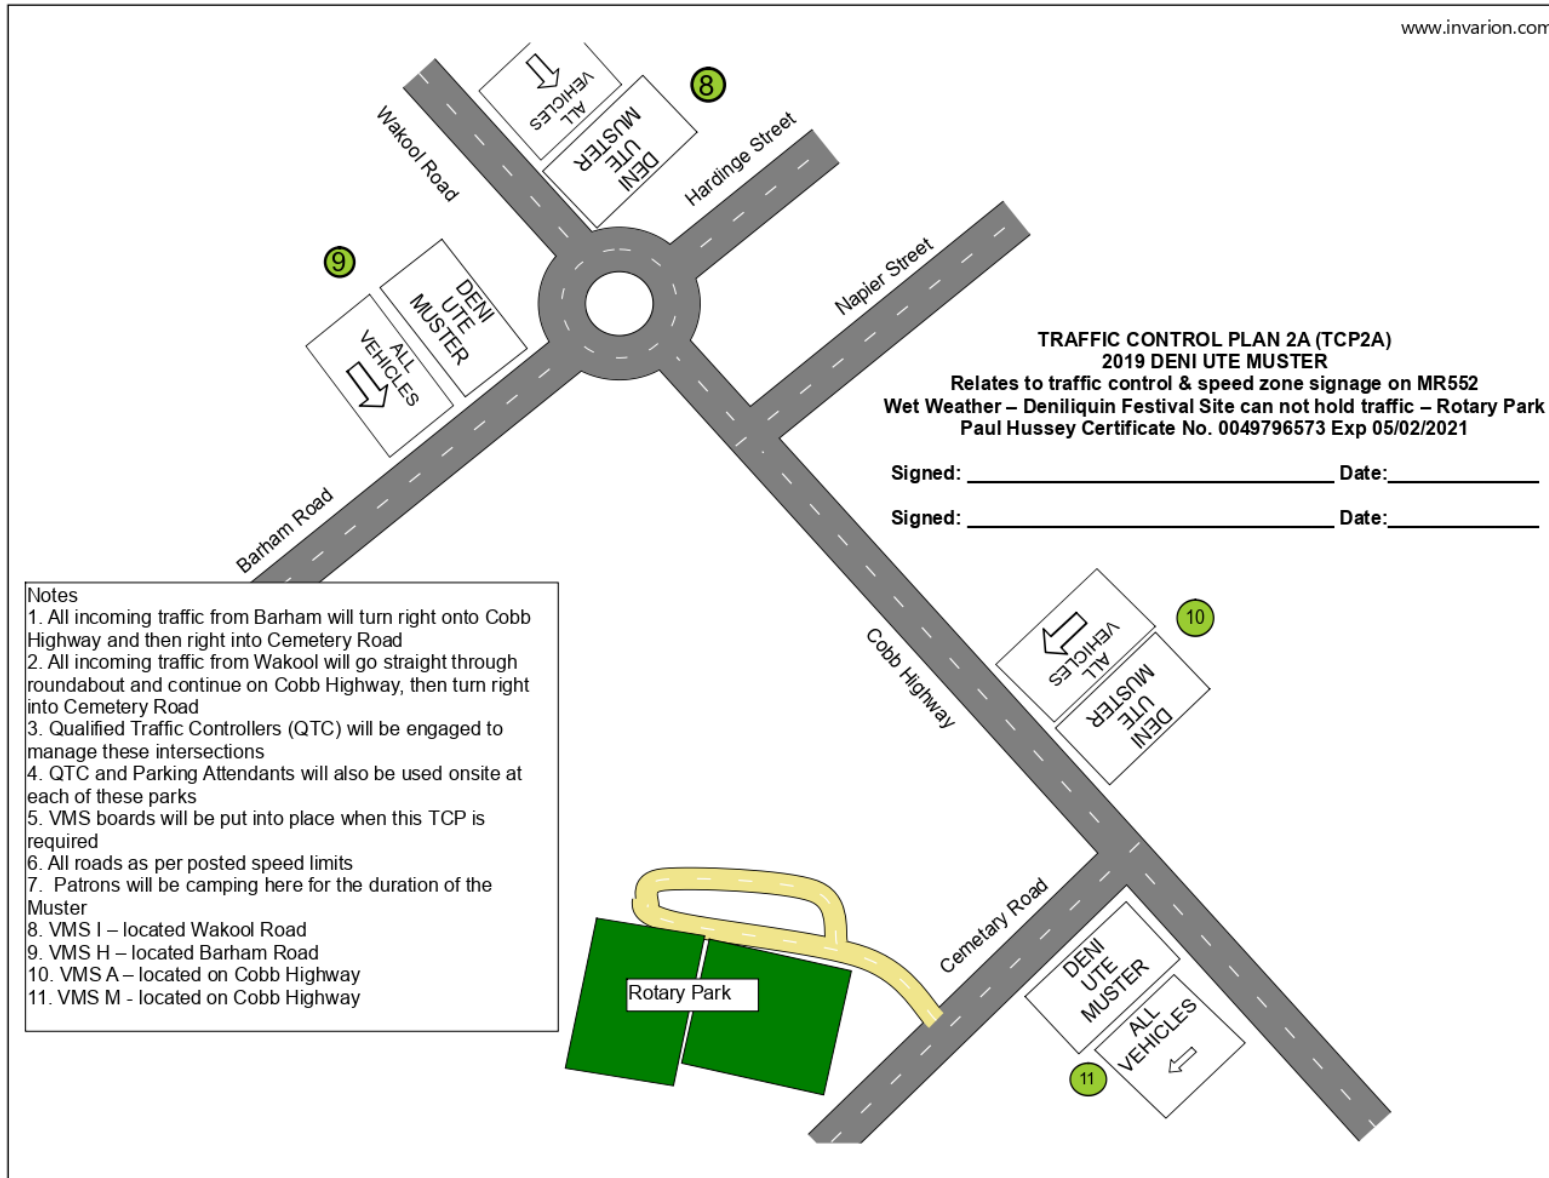 www.invarion.com
ALL
VEHICLES
DENI
UTE
MUSTER
8
Wakool Road
Hardinge Street
9
DENI
UTE
MUSTER
ALL
VEHICLES
Napier Street
TRAFFIC CONTROL PLAN 2A (TCP2A)
2019 DENI UTE MUSTER
Relates to traffic control & speed zone signage on MR552
Wet Weather – Deniliquin Festival Site can not hold traffic – Rotary Park
Paul Hussey Certificate No. 0049796573 Exp 05/02/2021
Signed: Date:
Signed: Date:
Barham Road
Notes
1. All incoming traffic from Barham will turn right onto Cobb
Highway and then right into Cemetery Road
2. All incoming traffic from Wakool will go straight through
roundabout and continue on Cobb Highway, then turn right
into Cemetery Road
3. Qualified Traffic Controllers (QTC) will be engaged to
manage these intersections
4. QTC and Parking Attendants will also be used onsite at
each of these parks
5. VMS boards will be put into place when this TCP is
required
6. All roads as per posted speed limits
7.  Patrons will be camping here for the duration of the
Muster
8. VMS I – located Wakool Road
9. VMS H – located Barham Road
10. VMS A – located on Cobb Highway
11. VMS M - located on Cobb Highway
Cobb Highway
10
ALL
VEHICLES
DENI
UTE
MUSTER
Cemetary Road
Rotary Park
DENI
UTE
MUSTER
ALL
VEHICLES
11